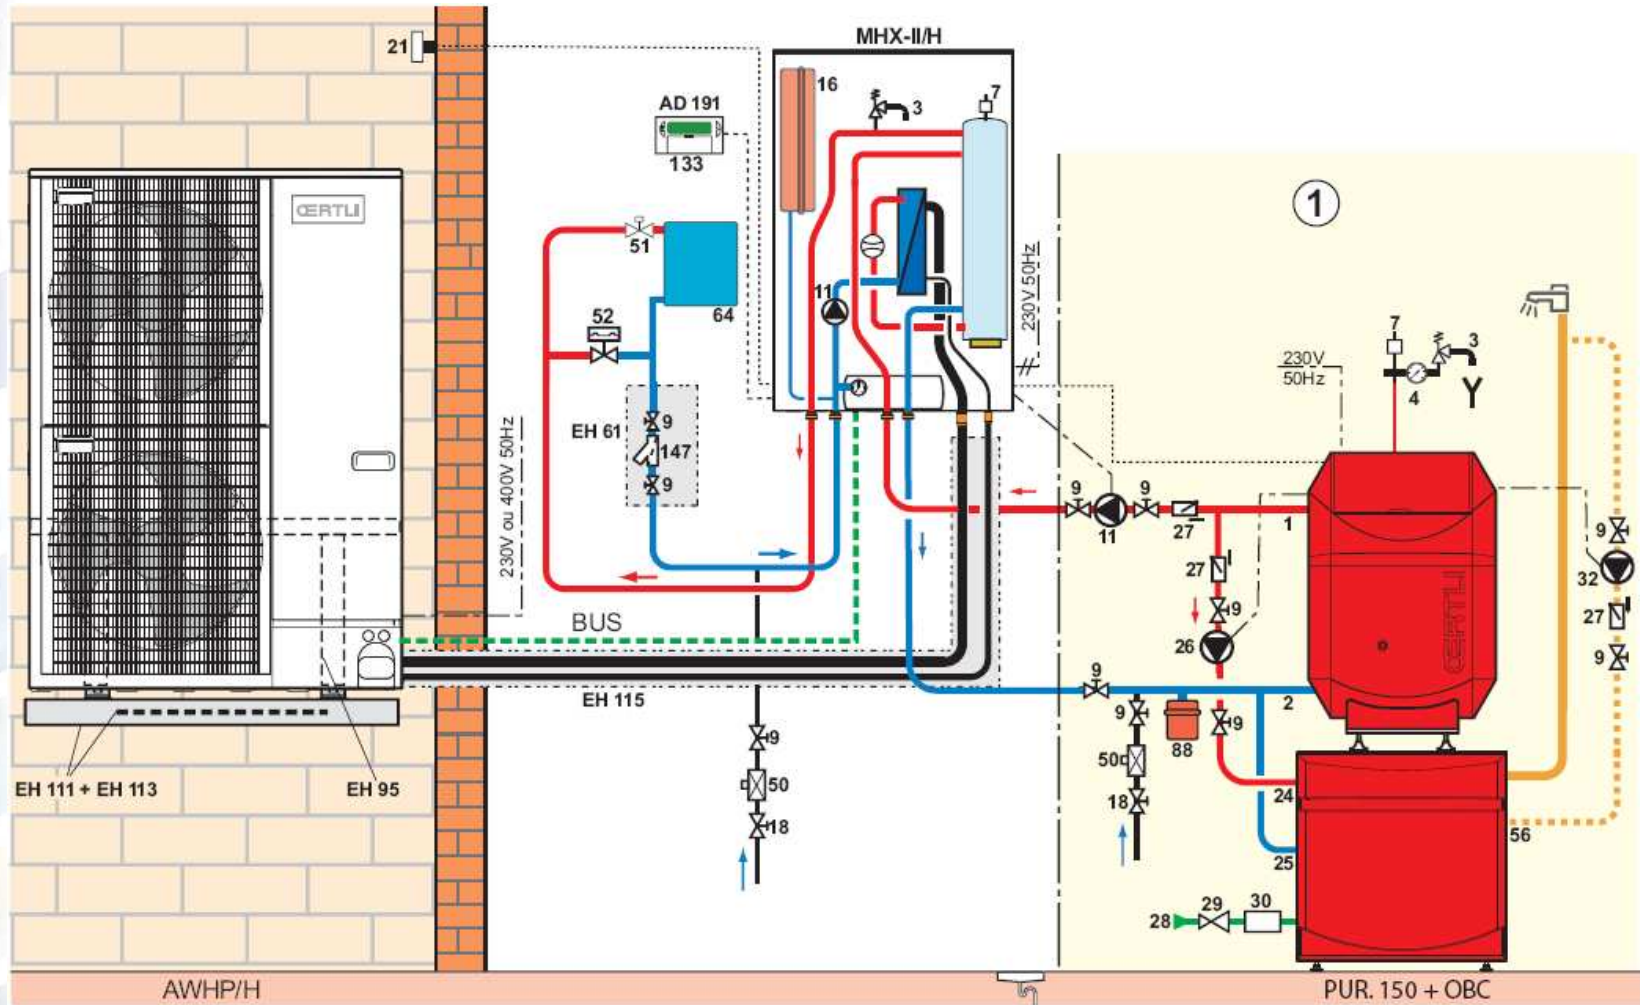 MHX-II/H
21
16
7
3
AD 191
133
ŒRTLI
1
51
64
11
52
230V 50Hz
7
3
4
230V
50Hz
Y
EH 61
9
147
9
230V ou 400V 50Hz
9
9
11
27
1
9
32
27
9
27
9
26
ŒRTLI
BUS
EH 115
9
2
9
88
9
9
50
18
50
18
24
25
56
28
29
30
EH 111 + EH 113
EH 95
AWHP/H
PUR. 150 + OBC